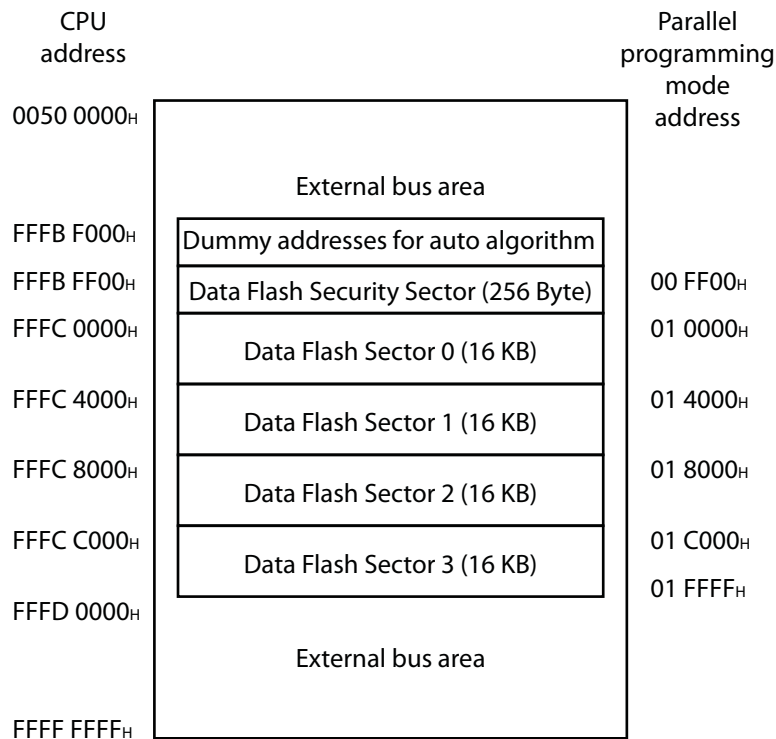 CPU
address
Parallel
programming
mode
address
0050 0000H
External bus area
FFFB F000H
Dummy addresses for auto algorithm
FFFB FF00H
Data Flash Security Sector (256 Byte)
00 FF00H
FFFC 0000H
Data Flash Sector 0 (16 KB)
01 0000H
FFFC 4000H
Data Flash Sector 1 (16 KB)
01 4000H
FFFC 8000H
Data Flash Sector 2 (16 KB)
01 8000H
FFFC C000H
Data Flash Sector 3 (16 KB)
01 C000H
01 FFFFH
FFFD 0000H
External bus area
FFFF FFFFH